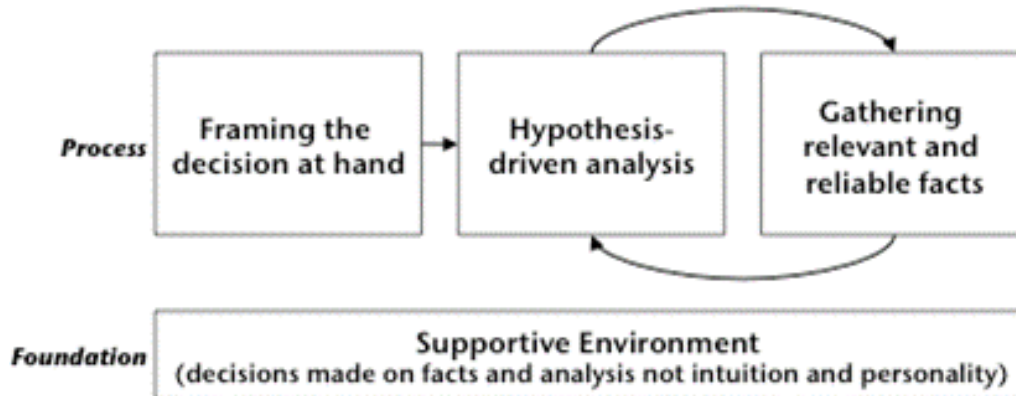 Process
Framing the
decision at hand
Hypothesis-
driven analysis
Gathering
relevant and
reliable facts
Foundation
Supportive Environment
(decisions made on facts and analysis not intuition and personality)